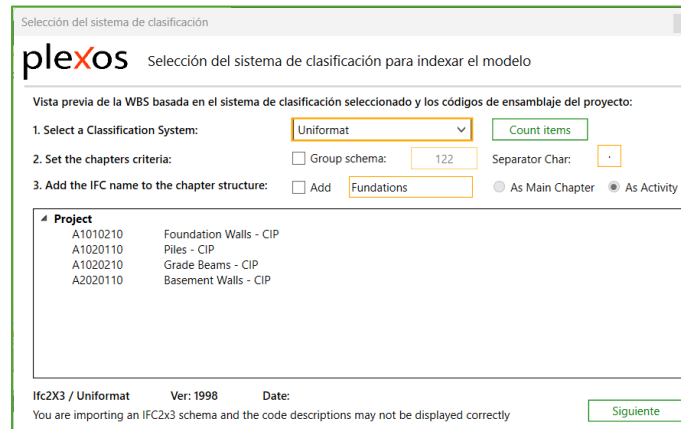 Selección del sistema de clasificación
plexos Selección del sistema de clasificación para indexar el modelo
Vista previa de la WBS basada en el sistema de clasificación seleccionado y los códigos de ensamblaje del proyecto:
1. Select a Classification System: Uniformat Count items
2. Set the chapters criteria: Group schema: 122 Separator Char: .
3. Add the IFC name to the chapter structure: Add Fundations As Main Chapter As Activity
Project
A1010210 Foundation Walls - CIP
A1020110 Piles - CIP
A1020210 Grade Beams - CIP
A2020110 Basement Walls - CIP
Ifc2X3 / Uniformat Ver: 1998 Date:
You are importing an IFC2x3 schema and the code descriptions may not be displayed correctly Siguiente